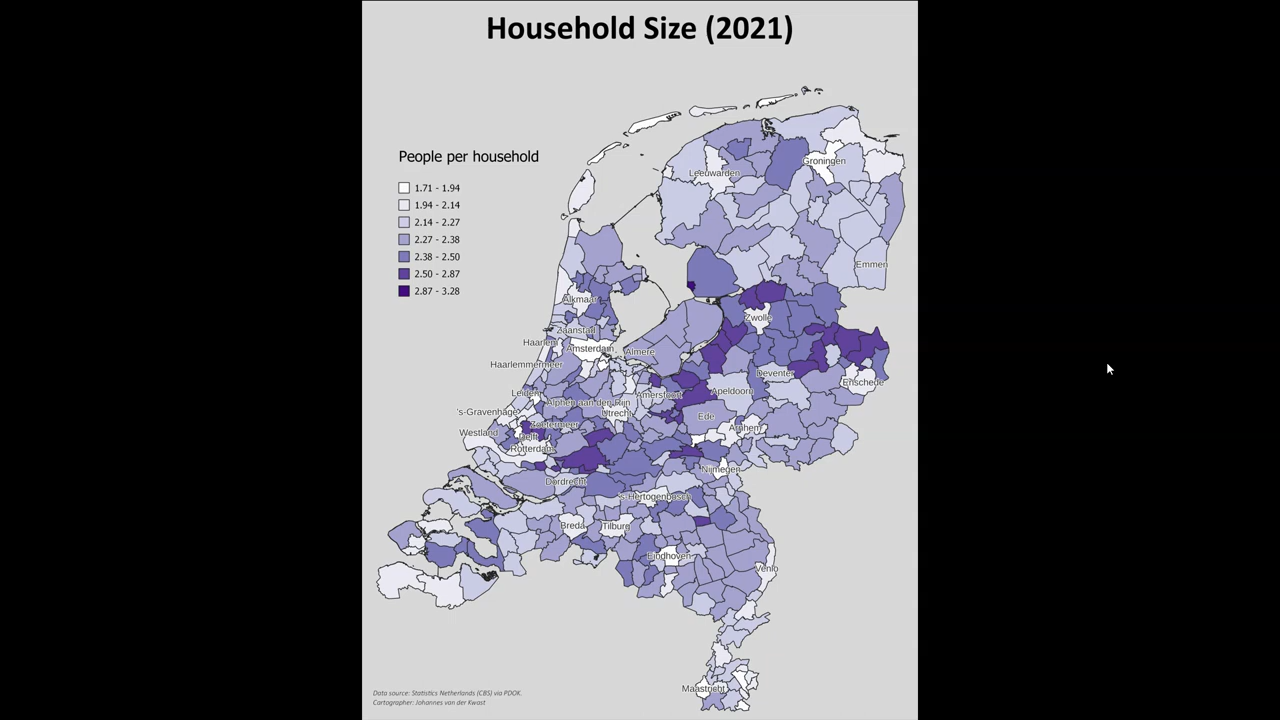 Household Size (2021)
People per household
1.71 - 1.94
1.94 - 2.14
2.14 - 2.27
2.27 - 2.38
2.38 - 2.50
2.50 - 2.87
2.87 - 3.28
Groningen
Leeuwarden
Emmen
Alkmaar
Zwolle
Zaanstad
Haarlem
Amsterdam
Almere
Haarlemmermeer
Deventer
Enschede
Leiden
Apeldoorn
Amersfoort
Alphen aan den Rijn
's-Gravenhage
Utrecht
Ede
Zoetermeer
Arnhem
Westland
Delft
Rotterdam
Nijmegen
Dordrecht
's-Hertogenbosch
Breda
Tilburg
Eindhoven
Venlo
Maastricht
Data source: Statistics Netherlands (CBS) via PDOK.
Cartographer: Johannes van der Kwast